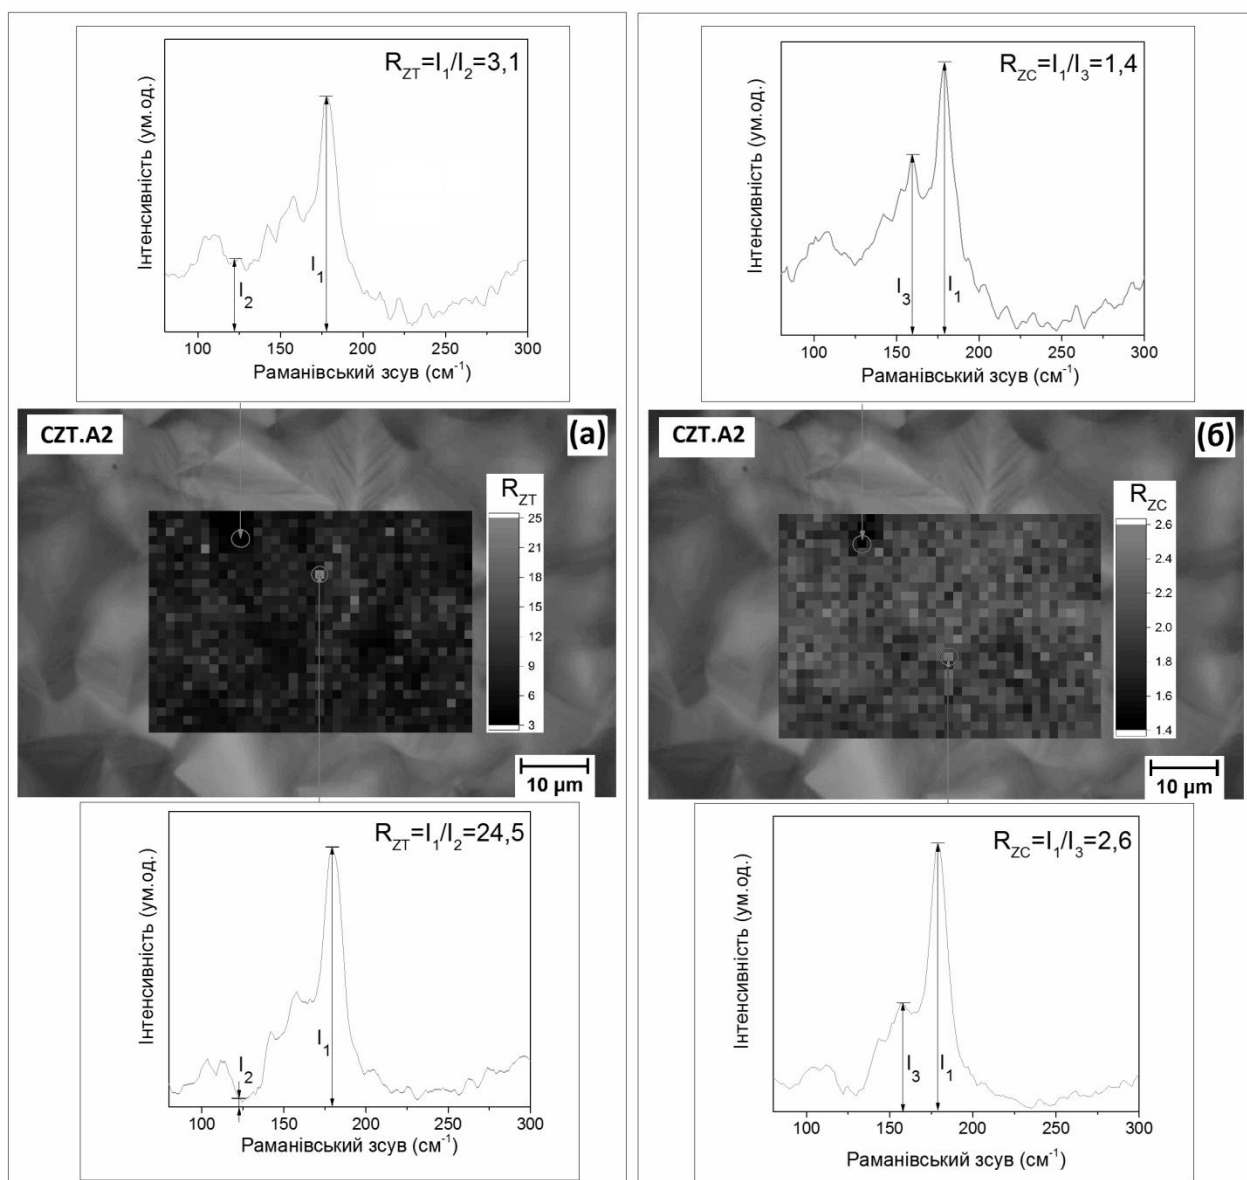 R_ZT=I_1/I_2=3,1
Інтенсивність (ум.од.)
I_2
I_1
100 150 200 250 300
Раманівський зсув (см⁻¹)
CZT.A2
(а)
R_ZT
25
21
18
15
12
9
6
3
10 µm
R_ZT=I_1/I_2=24,5
Інтенсивність (ум.од.)
I_2
I_1
100 150 200 250 300
Раманівський зсув (см⁻¹)
R_ZC=I_1/I_3=1,4
Інтенсивність (ум.од.)
I_3
I_1
100 150 200 250 300
Раманівський зсув (см⁻¹)
CZT.A2
(б)
R_ZC
2.6
2.4
2.2
2.0
1.8
1.6
1.4
10 µm
R_ZC=I_1/I_3=2,6
Інтенсивність (ум.од.)
I_3
I_1
100 150 200 250 300
Раманівський зсув (см⁻¹)